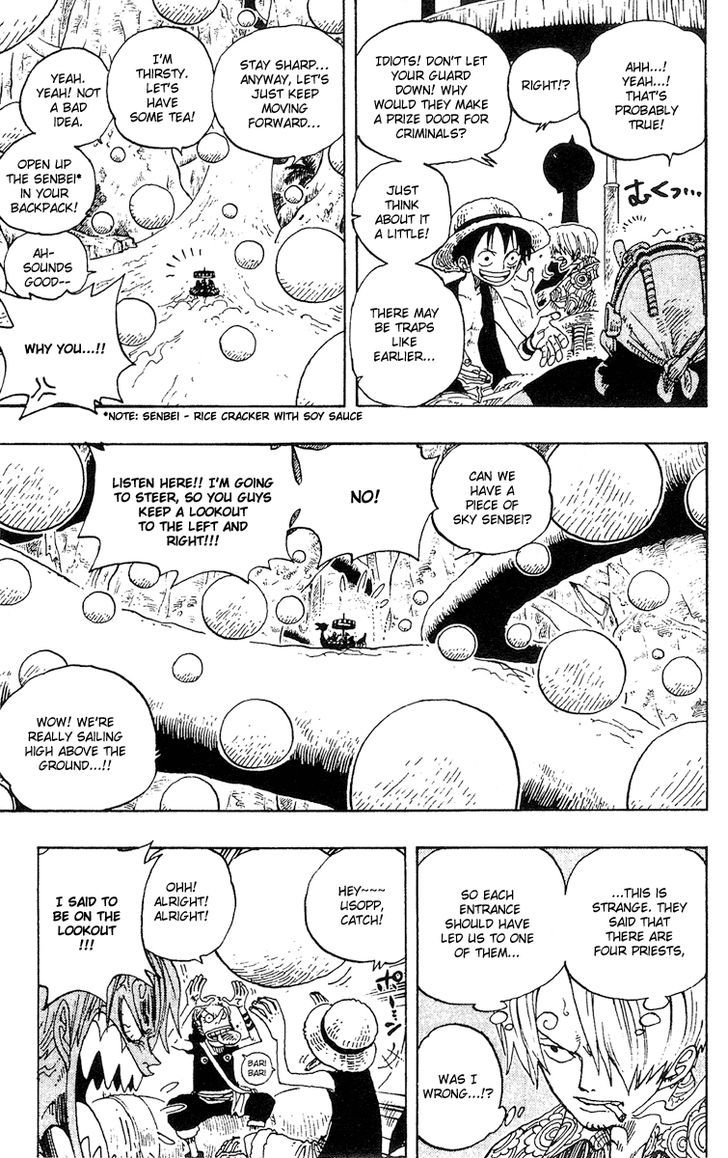 AHH...!
YEAH...!
THAT'S
PROBABLY
TRUE!
RIGHT!?
IDIOTS! DON'T LET
YOUR GUARD
DOWN! WHY
WOULD THEY MAKE
A PRIZE DOOR FOR
CRIMINALS?
むくっ...
JUST
THINK
ABOUT IT
A LITTLE!
THERE MAY
BE TRAPS
LIKE
EARLIER...
STAY SHARP...
ANYWAY, LET'S
JUST KEEP
MOVING
FORWARD...
I'M
THIRSTY.
LET'S
HAVE
SOME TEA!
YEAH.
YEAH! NOT
A BAD
IDEA.
OPEN UP
THE SENBEI*
IN YOUR
BACKPACK!
AH-
SOUNDS
GOOD--
WHY YOU...!!
*NOTE: SENBEI - RICE CRACKER WITH SOY SAUCE
CAN WE
HAVE A
PIECE OF
SKY SENBEI?
NO!
LISTEN HERE!! I'M GOING
TO STEER, SO YOU GUYS
KEEP A LOOKOUT
TO THE LEFT AND
RIGHT!!!
WOW! WE'RE
REALLY SAILING
HIGH ABOVE THE
GROUND...!!
...THIS IS
STRANGE. THEY
SAID THAT
THERE ARE
FOUR PRIESTS,
SO EACH
ENTRANCE
SHOULD HAVE
LED US TO ONE
OF THEM...
WAS I
WRONG...!?
HEY~~~
USOPP,
CATCH!
OHH!
ALRIGHT!
ALRIGHT!
BARI
BARI
I SAID TO
BE ON THE
LOOKOUT
!!!